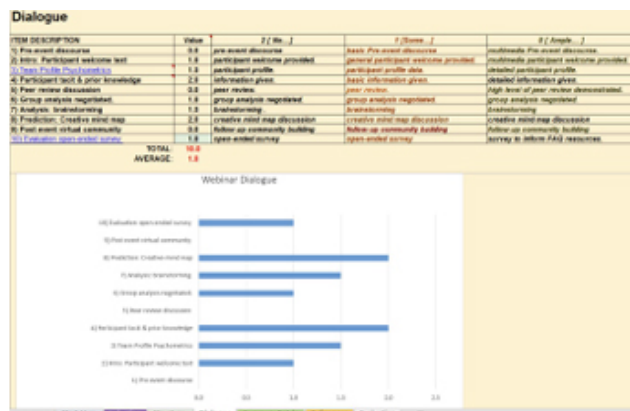 Dialogue
ITEM DESCRIPTION Value 2 [ No...] 1 [Some...] 0 [ Ample...]
1) Pre-event discourse 0.0 pre-event discourse basic Pre-event discourse multimedia Pre-event discourse.
2) Intro: Participant welcome text 1.0 participant welcome provided. general participant welcome provided. multimedia participant welcome provided.
3) Team Profile Psychometrics 1.5 participant profile. participant profile data. detailed participant profile.
4) Participant tacit & prior knowledge 2.0 information given. basic information given. detailed information given.
5) Peer review discussion 0.0 peer review. peer review. high level of peer review demonstrated.
6) Group analysis negotiated. 1.0 group analysis negotiated group analysis negotiated group analysis negotiated
7) Analysis: brainstorming 1.5 brainstorming . brainstorming brainstorming
8) Prediction: Creative mind map 2.0 creative mind map discussion creative mind map discussion creative mind map discussion
9) Post event virtual community 0.0 follow up community building follow up community building follow up community building
10) Evaluation open-ended survey 1.0 open-ended survey open-ended survey survey to inform FAQ resources.
TOTAL: 10.0
AVERAGE: 1.0
Webinar Dialogue
10) Evaluation open-ended survey
9) Post event virtual community
8) Prediction: Creative mind map
7) Analysis: brainstorming
6) Group analysis negotiated.
5) Peer review discussion
4) Participant tacit & prior knowledge
3) Team Profile Psychometrics
2) Intro: Participant welcome text
1) Pre-event discourse
0.0 0.5 1.0 1.5 2.0 2.5